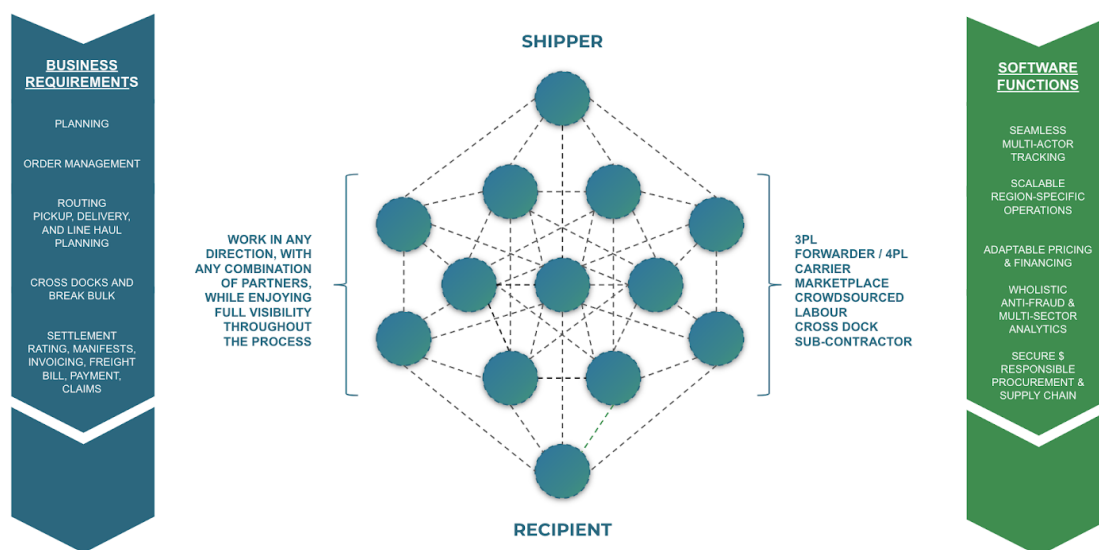 BUSINESS
REQUIREMENTS
PLANNING
ORDER MANAGEMENT
ROUTING
PICKUP, DELIVERY,
AND LINE HAUL
PLANNING
CROSS DOCKS AND
BREAK BULK
SETTLEMENT
RATING, MANIFESTS,
INVOICING, FREIGHT
BILL, PAYMENT,
CLAIMS
SHIPPER
WORK IN ANY
DIRECTION, WITH
ANY COMBINATION
OF PARTNERS,
WHILE ENJOYING
FULL VISIBILITY
THROUGHOUT
THE PROCESS
3PL
FORWARDER / 4PL
CARRIER
MARKETPLACE
CROWDSOURCED
LABOUR
CROSS DOCK
SUB-CONTRACTOR
RECIPIENT
SOFTWARE
FUNCTIONS
SEAMLESS
MULTI-ACTOR
TRACKING
SCALABLE
REGION-SPECIFIC
OPERATIONS
ADAPTABLE PRICING
& FINANCING
WHOLISTIC
ANTI-FRAUD &
MULTI-SECTOR
ANALYTICS
SECURE $
RESPONSIBLE
PROCUREMENT &
SUPPLY CHAIN